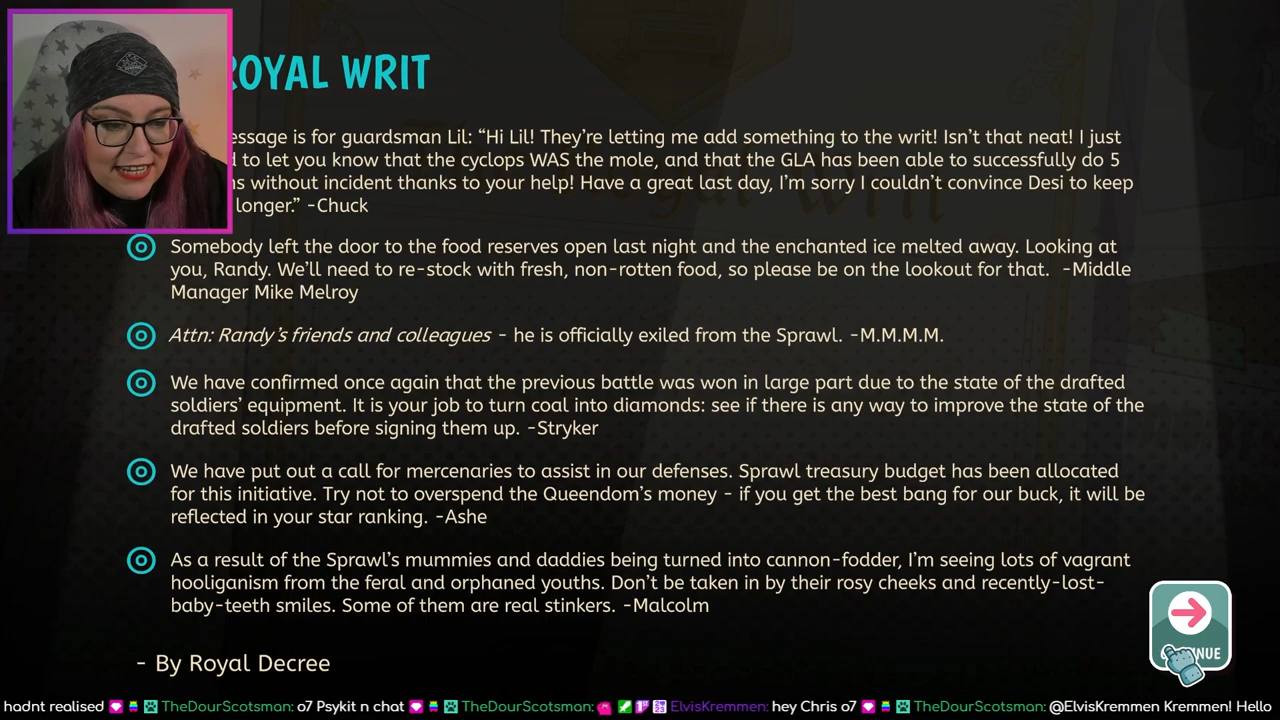 ROYAL WRIT
essage is for guardsman Lil: “Hi Lil! They’re letting me add something to the writ! Isn’t that neat! I just
d to let you know that the cyclops WAS the mole, and that the GLA has been able to successfully do 5
ns without incident thanks to your help! Have a great last day, I’m sorry I couldn’t convince Desi to keep
longer.” -Chuck
Somebody left the door to the food reserves open last night and the enchanted ice melted away. Looking at
you, Randy. We’ll need to re-stock with fresh, non-rotten food, so please be on the lookout for that. -Middle
Manager Mike Melroy
Attn: Randy’s friends and colleagues - he is officially exiled from the Sprawl. -M.M.M.M.
We have confirmed once again that the previous battle was won in large part due to the state of the drafted
soldiers’ equipment. It is your job to turn coal into diamonds: see if there is any way to improve the state of the
drafted soldiers before signing them up. -Stryker
We have put out a call for mercenaries to assist in our defenses. Sprawl treasury budget has been allocated
for this initiative. Try not to overspend the Queendom’s money - if you get the best bang for our buck, it will be
reflected in your star ranking. -Ashe
As a result of the Sprawl’s mummies and daddies being turned into cannon-fodder, I’m seeing lots of vagrant
hooliganism from the feral and orphaned youths. Don’t be taken in by their rosy cheeks and recently-lost-
baby-teeth smiles. Some of them are real stinkers. -Malcolm
- By Royal Decree
hadnt realised TheDourScotsman: o7 Psykit n chat TheDourScotsman: ElvisKremmen: hey Chris o7 TheDourScotsman: @ElvisKremmen Kremmen! Hello